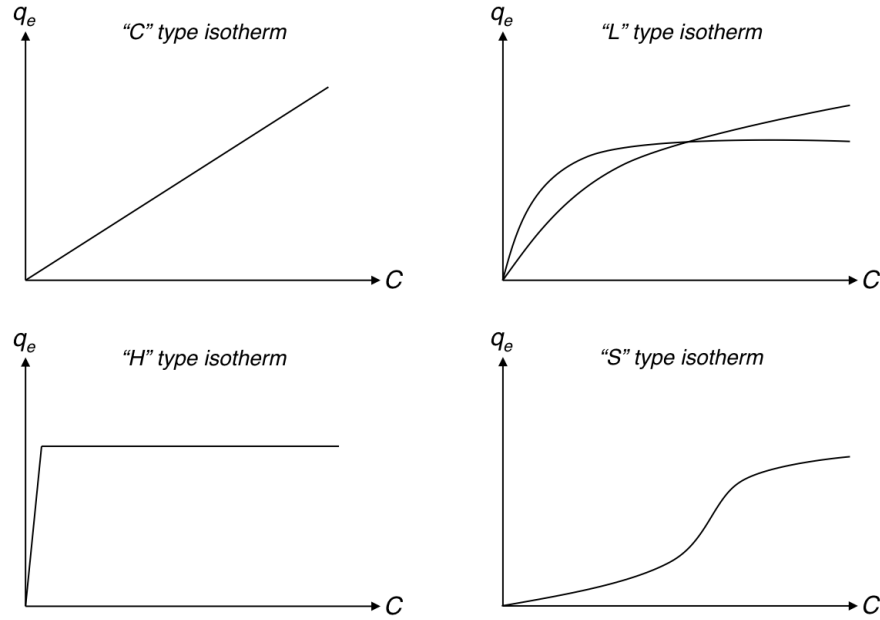 qe
“C” type isotherm
C
qe
“L” type isotherm
C
qe
“H” type isotherm
C
qe
“S” type isotherm
C